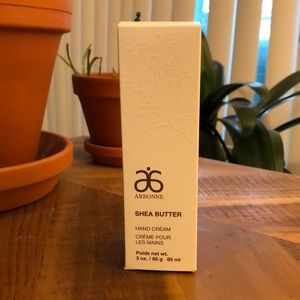 ARBONNE
SHEA BUTTER
HAND CREAM
CRÈME POUR
LES MAINS
Poids net wt.
3 oz. / 85 g 85 ml